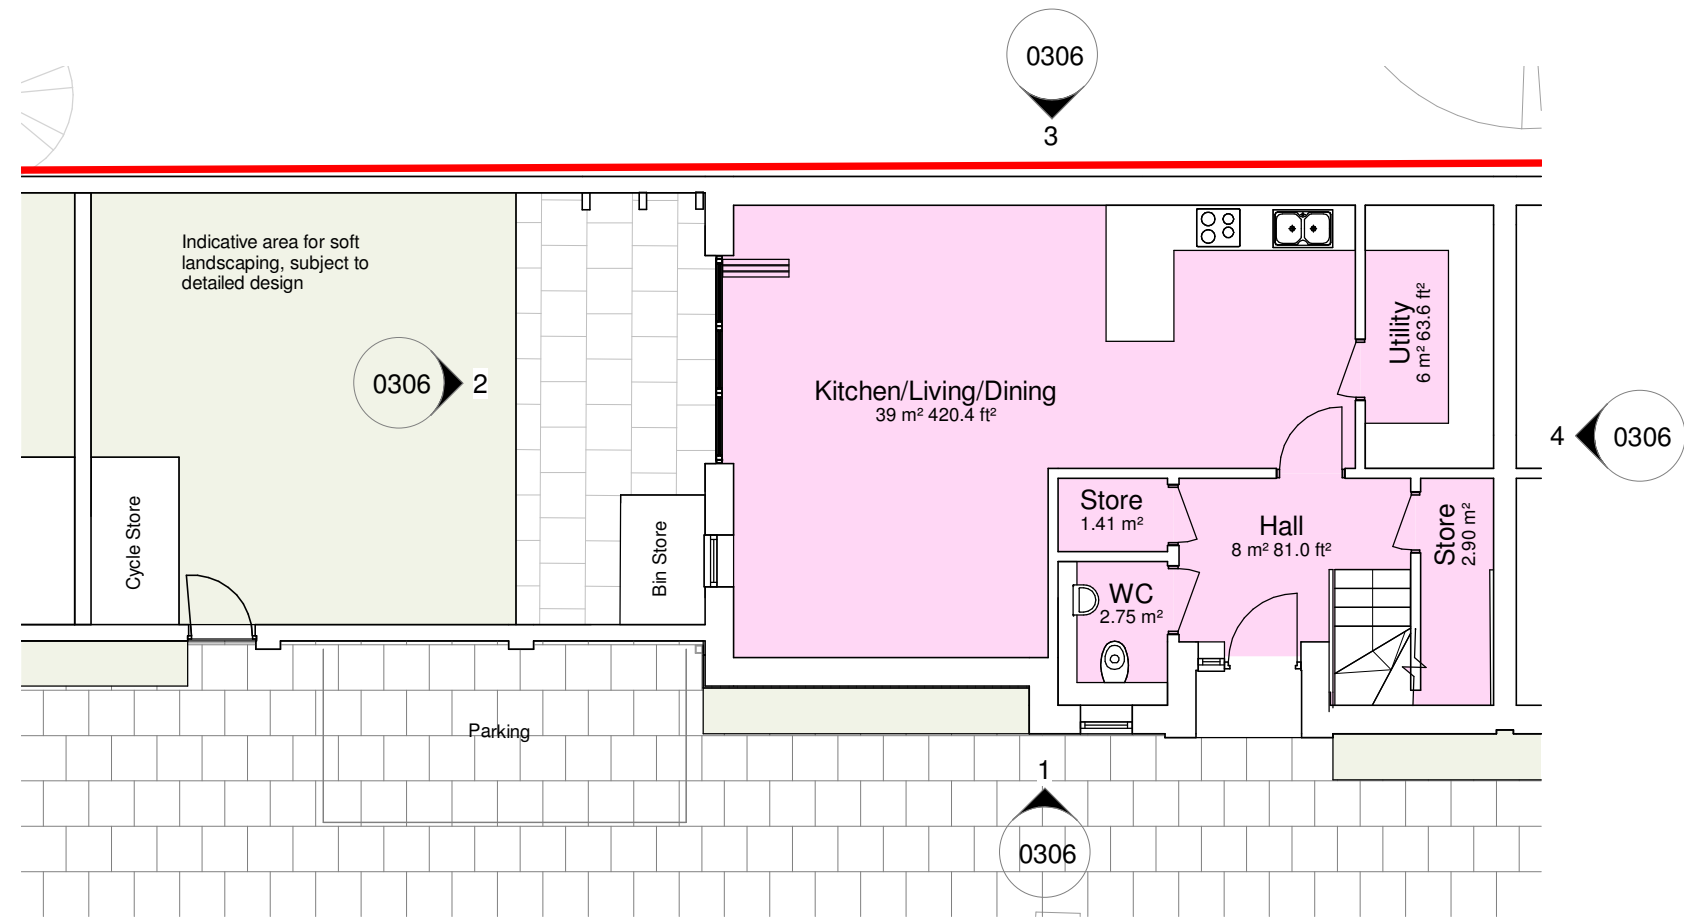 0306
3
Indicative area for soft
landscaping, subject to
detailed design
0306
2
Kitchen/Living/Dining
39 m² 420.4 ft²
Utility
6 m² 63.6 ft²
4
0306
Cycle Store
Bin Store
Store
1.41 m²
Hall
8 m² 81.0 ft²
Store
2.90 m²
WC
2.75 m²
Parking
1
0306